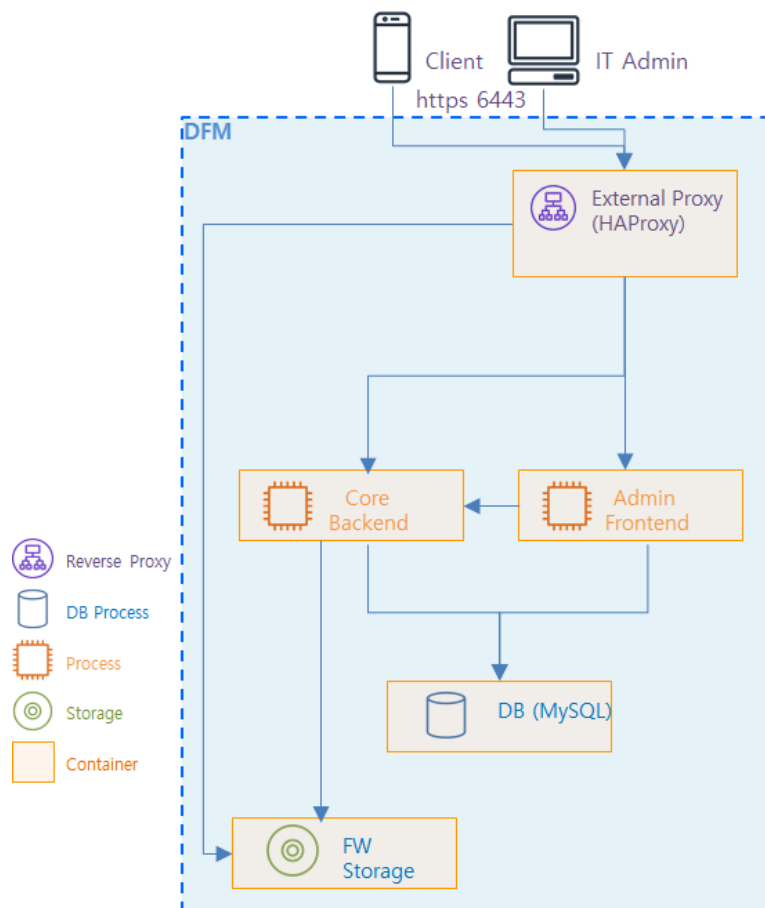 Client
IT Admin
https 6443
DFM
External Proxy
(HAProxy)
Core
Backend
Admin
Frontend
Reverse Proxy
DB Process
Process
Storage
Container
DB (MySQL)
FW
Storage